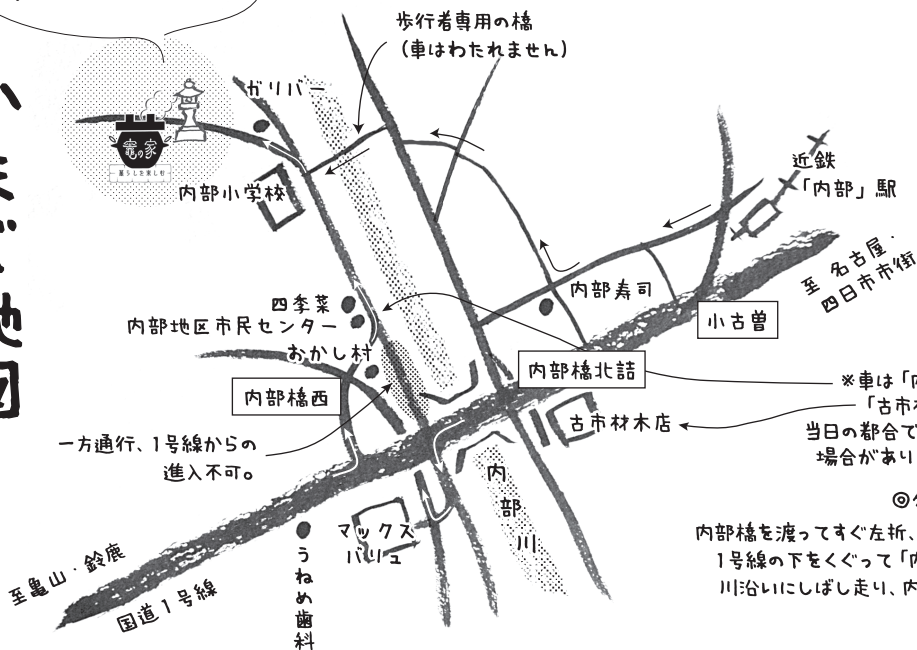 歩行者専用の橋
（車はわたれません）
ガリバー
竈の家
暮らしを楽しむ
内部小学校
近鉄
「内部」駅
至 名古屋・
四日市市街
内部寿司
小古曽
四季菜
内部地区市民センター
おかし村
内部橋北詰
内部橋西
※車は「内
「古市
古市材木店
当日の都合で
場合があり
一方通行、1号線からの
進入不可。
内部川
内部橋を渡ってすぐ左折、
1号線の下をくぐって「内
川沿いにしばし走り、内
マックス
バリュ
うねめ歯科
至亀山・鈴鹿
国道1号線
地図